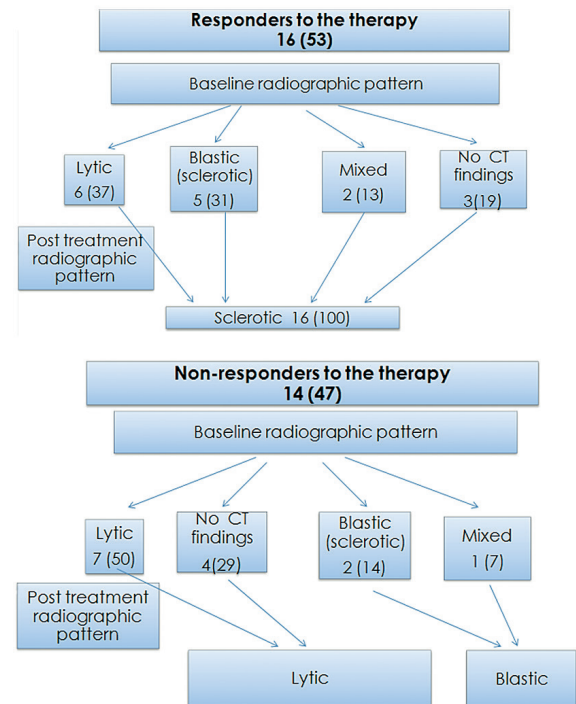 Responders to the therapy
16 (53)
Baseline radiographic pattern
Lytic
6 (37)
Blastic
(sclerotic)
5 (31)
Mixed
2 (13)
No CT
findings
3(19)
Post treatment
radiographic
pattern
Sclerotic 16 (100)
Non-responders to the therapy
14 (47)
Baseline radiographic pattern
Lytic
7 (50)
No CT
findings
4(29)
Blastic
(sclerotic)
2 (14)
Mixed
1 (7)
Post treatment
radiographic
pattern
Lytic
Blastic